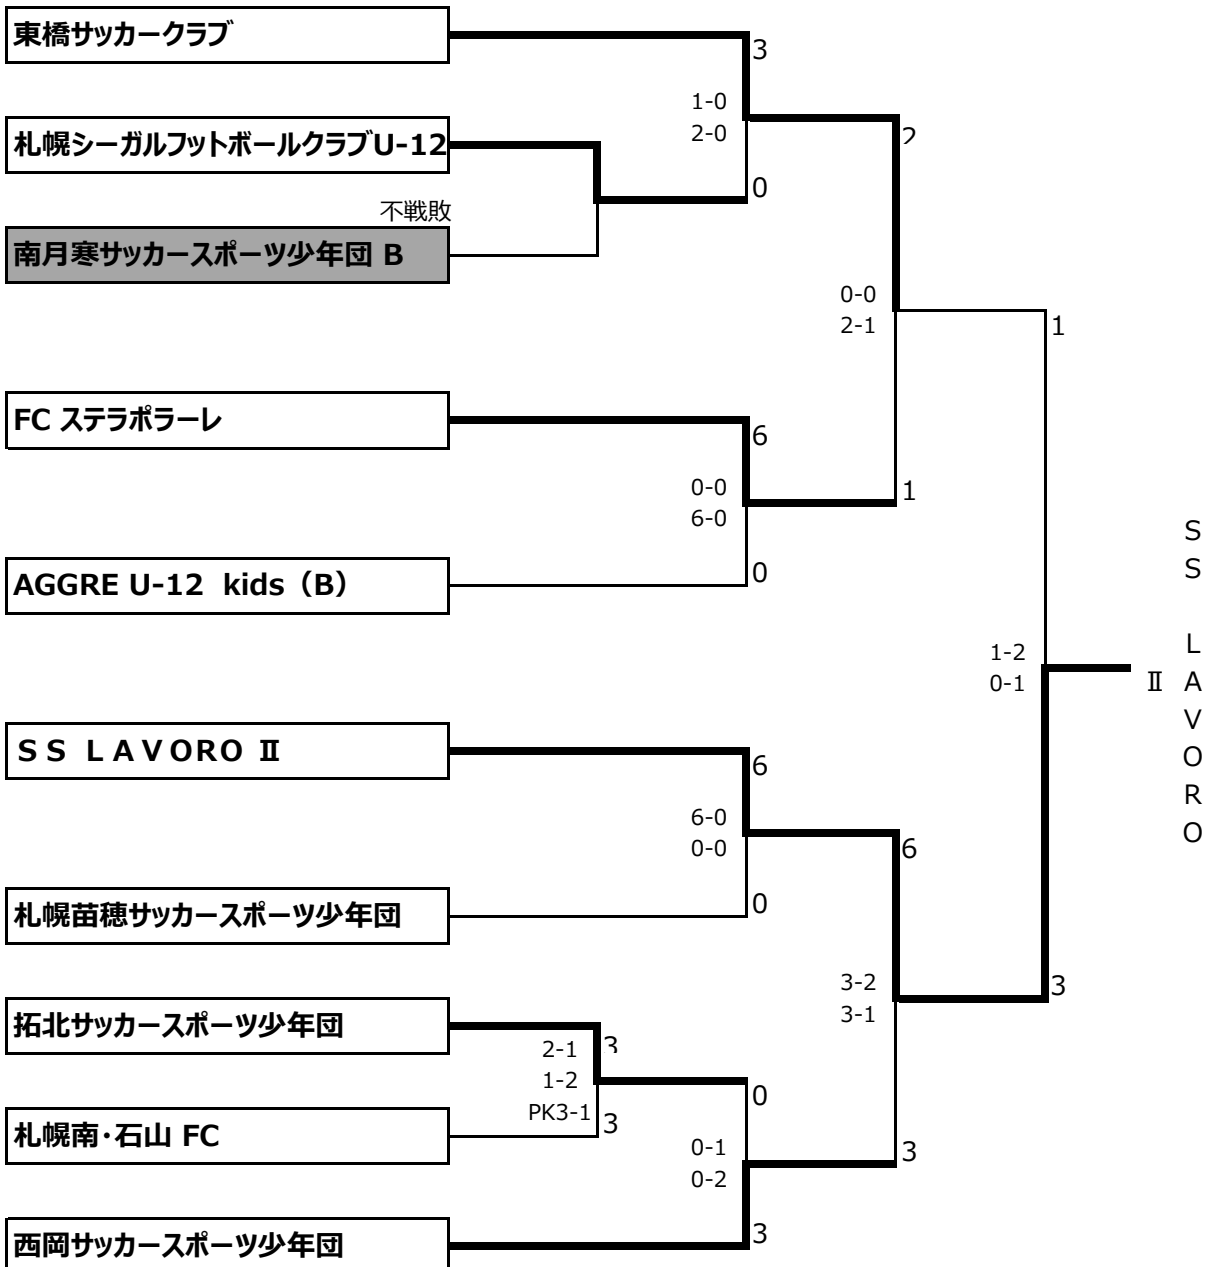 東橋サッカークラブ
3
1-0
2-0
2
札幌シーガルフットボールクラブU-12
0
不戦敗
南月寒サッカースポーツ少年団 B
0-0
2-1
1
FC ステラポラーレ
6
0-0
6-0
1
AGGRE U-12 kids（B）
0
1-2
0-1
SS LAVORO
Ⅱ
ＳＳ ＬＡＶＯＲＯ Ⅱ
6
6-0
0-0
6
札幌苗穂サッカースポーツ少年団
0
3-2
3-1
3
拓北サッカースポーツ少年団
3
2-1
1-2
PK3-1
0
札幌南・石山 FC
3
0-1
0-2
3
西岡サッカースポーツ少年団
3